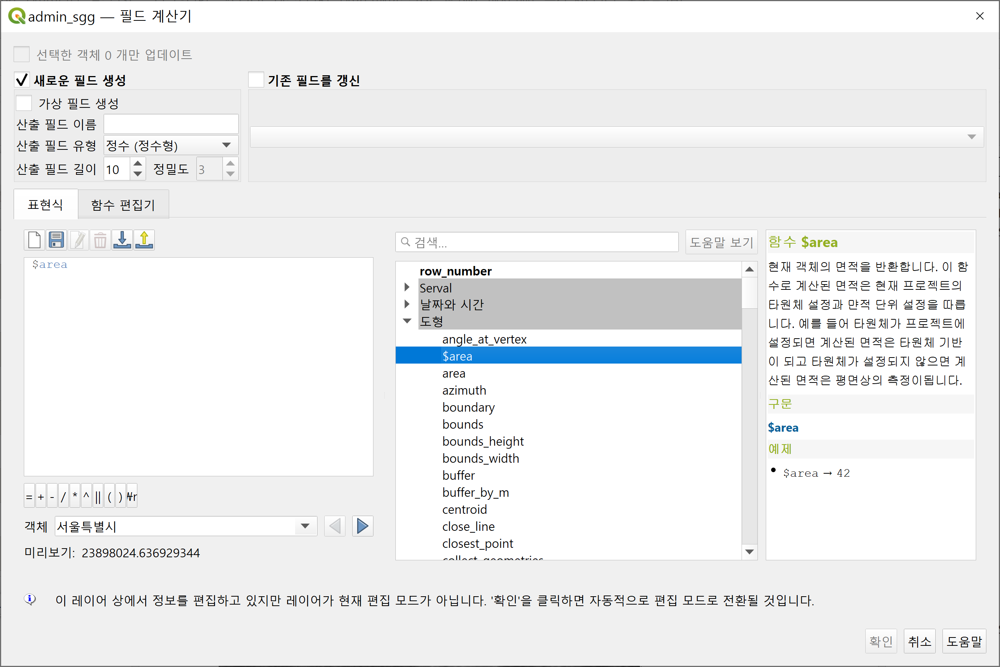 admin_sgg — 필드 계산기
선택한 객체 0 개만 업데이트
새로운 필드 생성
기존 필드를 갱신
가상 필드 생성
산출 필드 이름
산출 필드 유형 정수 (정수형)
산출 필드 길이 10 정밀도 3
표현식 함수 편집기
$area
= + - / * ^ || ( ) ₩n
객체 서울특별시
미리보기: 23898024.636929344
검색... 도움말 보기
row_number
Serval
날짜와 시간
도형
angle_at_vertex
$area
area
azimuth
boundary
bounds
bounds_height
bounds_width
buffer
buffer_by_m
centroid
close_line
closest_point
collect_geometries
함수 $area
현재 객체의 면적을 반환합니다. 이 함
수로 계산된 면적은 현재 프로젝트의
타원체 설정과 먄적 단위 설정을 따릅
니다. 예를 들어 타원체가 프로젝트에
설정되면 계산된 면적은 타원체 기반
이 되고 타원체가 설정되지 않으면 계
산된 면적은 평면상의 측정이됩니다.
구문
$area
예제
• $area → 42
이 레이어 상에서 정보를 편집하고 있지만 레이어가 현재 편집 모드가 아닙니다. '확인'을 클릭하면 자동적으로 편집 모드로 전환될 것입니다.
확인 취소 도움말